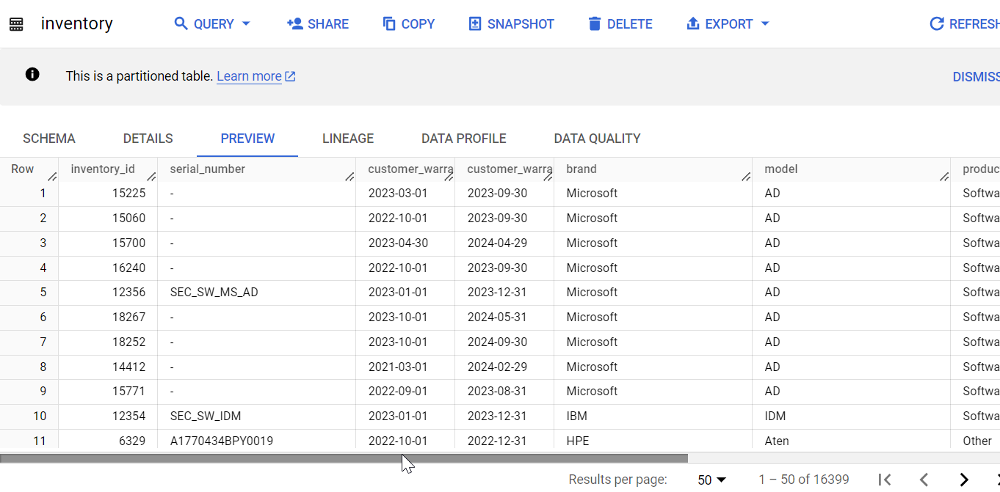 inventory QUERY SHARE COPY SNAPSHOT DELETE EXPORT REFRESH
This is a partitioned table. Learn more DISMISS
SCHEMA DETAILS PREVIEW LINEAGE DATA PROFILE DATA QUALITY
Row inventory_id serial_number customer_warra customer_warra brand model produc
1 15225 - 2023-03-01 2023-09-30 Microsoft AD Softwa
2 15060 - 2022-10-01 2023-09-30 Microsoft AD Softwa
3 15700 - 2023-04-30 2024-04-29 Microsoft AD Softwa
4 16240 - 2022-10-01 2023-09-30 Microsoft AD Softwa
5 12356 SEC_SW_MS_AD 2023-01-01 2023-12-31 Microsoft AD Softwa
6 18267 - 2023-10-01 2024-05-31 Microsoft AD Softwa
7 18252 - 2023-10-01 2024-09-30 Microsoft AD Softwa
8 14412 - 2021-03-01 2024-02-29 Microsoft AD Softwa
9 15771 - 2022-09-01 2023-08-31 Microsoft AD Softwa
10 12354 SEC_SW_IDM 2023-01-01 2023-12-31 IBM IDM Softwa
11 6329 A1770434BPY0019 2022-10-01 2022-12-31 HPE Aten Other
Results per page: 50 1 – 50 of 16399